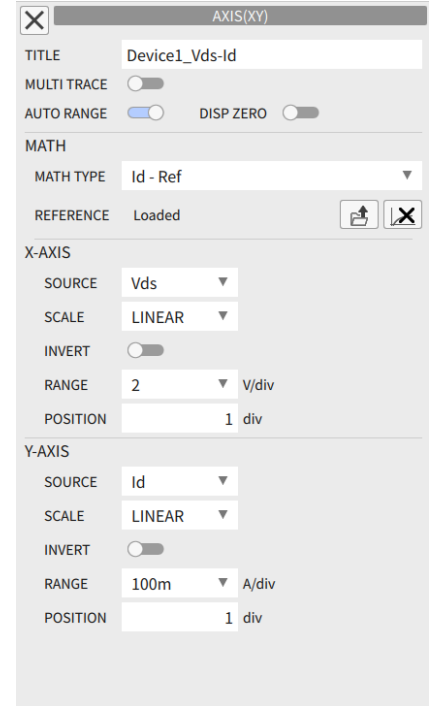 AXIS(XY)
TITLE Device1_Vds-Id
MULTI TRACE
AUTO RANGE DISP ZERO
MATH
MATH TYPE Id - Ref
REFERENCE Loaded
X-AXIS
SOURCE Vds
SCALE LINEAR
INVERT
RANGE 2 V/div
POSITION 1 div
Y-AXIS
SOURCE Id
SCALE LINEAR
INVERT
RANGE 100m A/div
POSITION 1 div